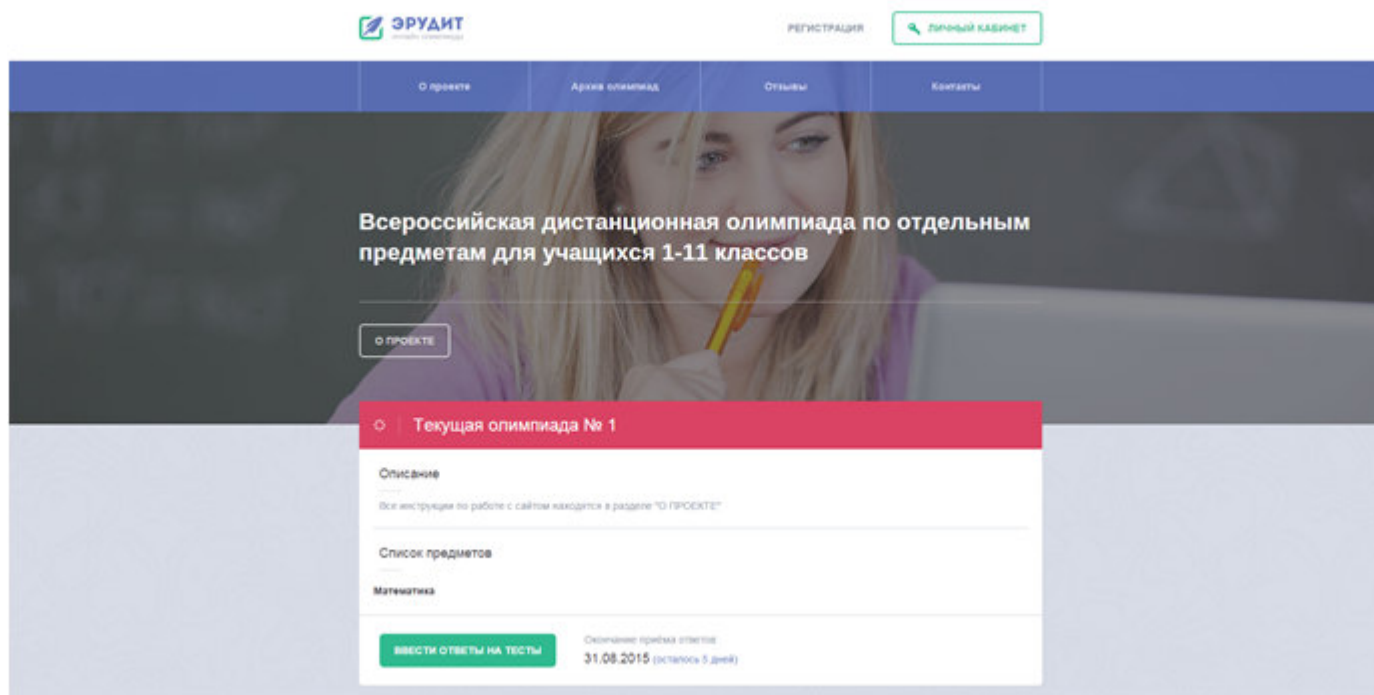 ЭРУДИТ
онлайн олимпиада
РЕГИСТРАЦИЯ
ЛИЧНЫЙ КАБИНЕТ
О проекте
Архив олимпиад
Отзывы
Контакты
Всероссийская дистанционная олимпиада по отдельным
предметам для учащихся 1-11 классов
О ПРОЕКТЕ
Текущая олимпиада № 1
Описание
Все инструкции по работе с сайтом находятся в разделе "О ПРОЕКТЕ"
Список предметов
Математика
ВВЕСТИ ОТВЕТЫ НА ТЕСТЫ
Окончание приёма ответов
31.08.2015 (осталось 5 дней)